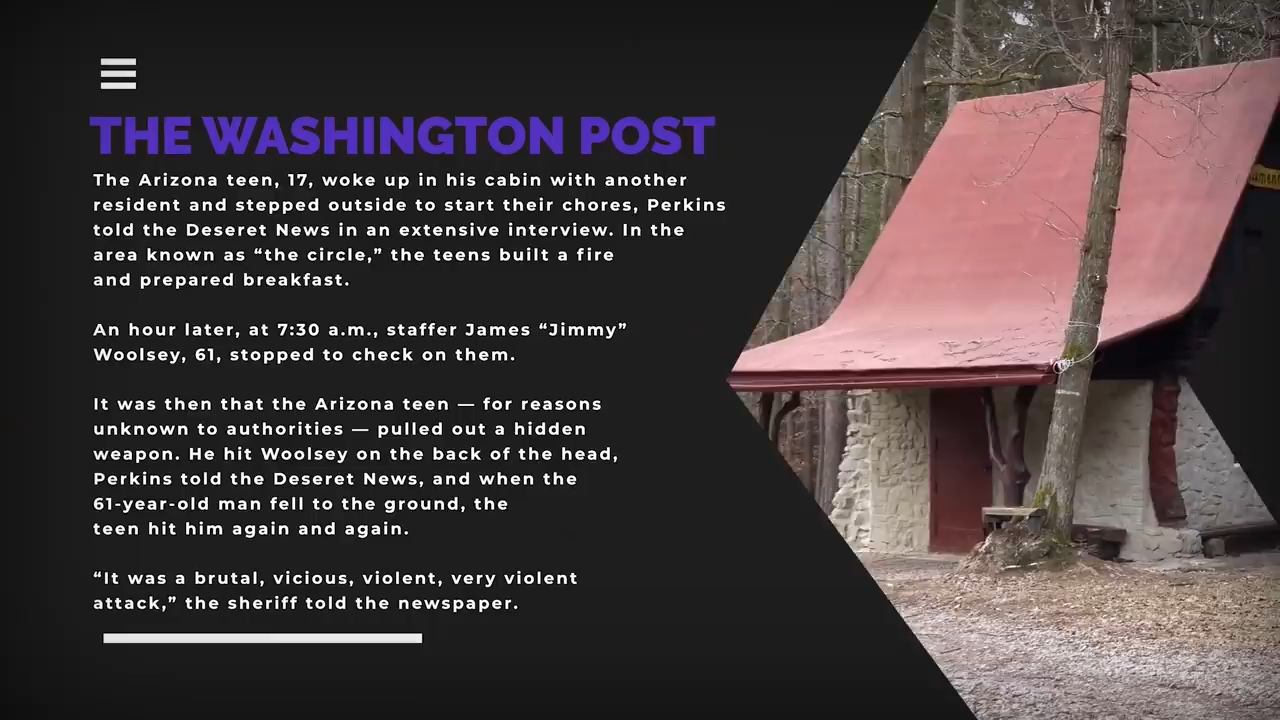 THE WASHINGTON POST
The Arizona teen, 17, woke up in his cabin with another
resident and stepped outside to start their chores, Perkins
told the Deseret News in an extensive interview. In the
area known as “the circle,” the teens built a fire
and prepared breakfast.
An hour later, at 7:30 a.m., staffer James “Jimmy”
Woolsey, 61, stopped to check on them.
It was then that the Arizona teen — for reasons
unknown to authorities — pulled out a hidden
weapon. He hit Woolsey on the back of the head,
Perkins told the Deseret News, and when the
61-year-old man fell to the ground, the
teen hit him again and again.
“It was a brutal, vicious, violent, very violent
attack,” the sheriff told the newspaper.